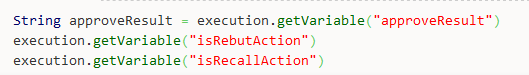 String approveResult = execution.getVariable("approveResult")
execution.getVariable("isRebutAction")
execution.getVariable("isRecallAction")